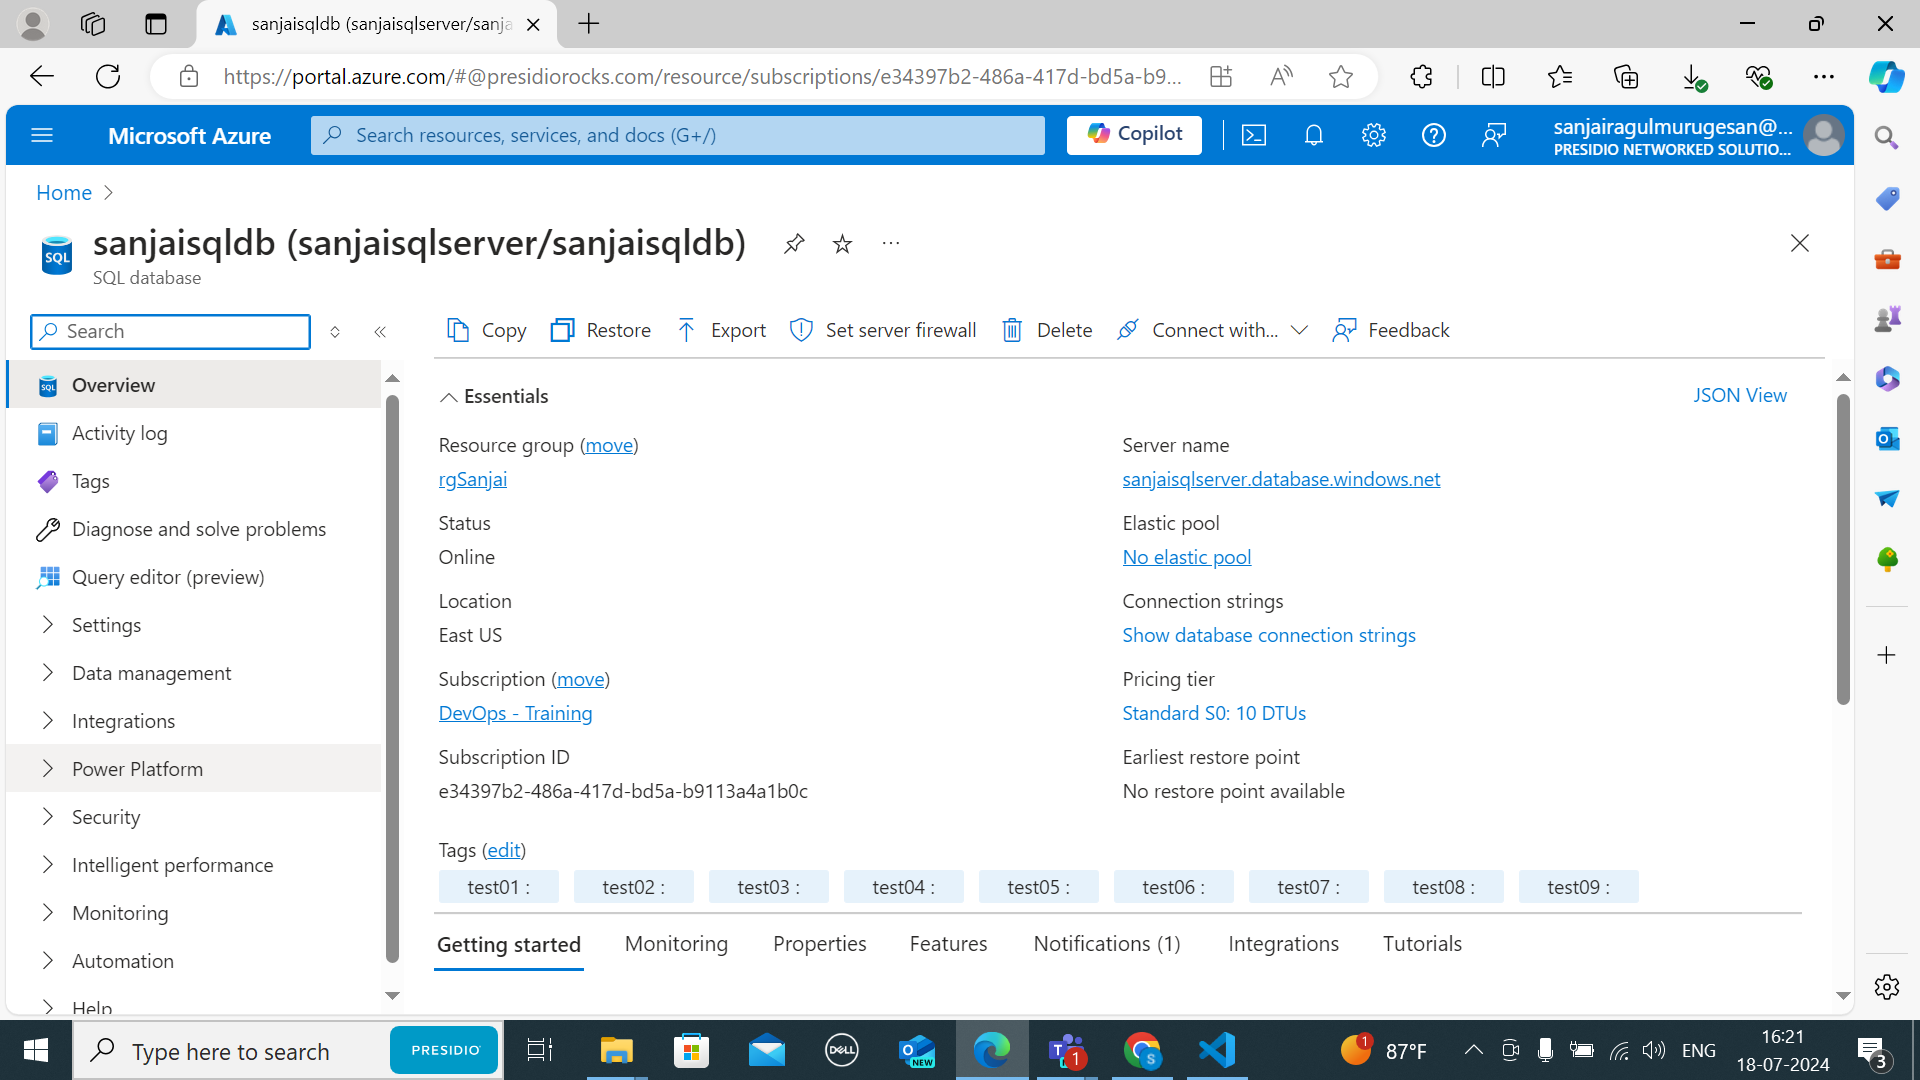 sanjaisqldb (sanjaisqlserver/sanja
https://portal.azure.com/#@presidiorocks.com/resource/subscriptions/e34397b2-486a-417d-bd5a-b9...
Microsoft Azure
Search resources, services, and docs (G+/)
Copilot
sanjairagulmurugesan@...
PRESIDIO NETWORKED SOLUTIO...
Home
sanjaisqldb (sanjaisqlserver/sanjaisqldb)
SQL database
Search
Copy Restore Export Set server firewall Delete Connect with... Feedback
Overview
Activity log
Tags
Diagnose and solve problems
Query editor (preview)
Settings
Data management
Integrations
Power Platform
Security
Intelligent performance
Monitoring
Automation
Help
Essentials
JSON View
Resource group (move)
rgSanjai
Status
Online
Location
East US
Subscription (move)
DevOps - Training
Subscription ID
e34397b2-486a-417d-bd5a-b9113a4a1b0c
Server name
sanjaisqlserver.database.windows.net
Elastic pool
No elastic pool
Connection strings
Show database connection strings
Pricing tier
Standard S0: 10 DTUs
Earliest restore point
No restore point available
Tags (edit)
test01 : test02 : test03 : test04 : test05 : test06 : test07 : test08 : test09 :
Getting started Monitoring Properties Features Notifications (1) Integrations Tutorials
Type here to search
PRESIDIO
DELL
NEW
1
S
1
87°F
ENG
16:21
18-07-2024
3